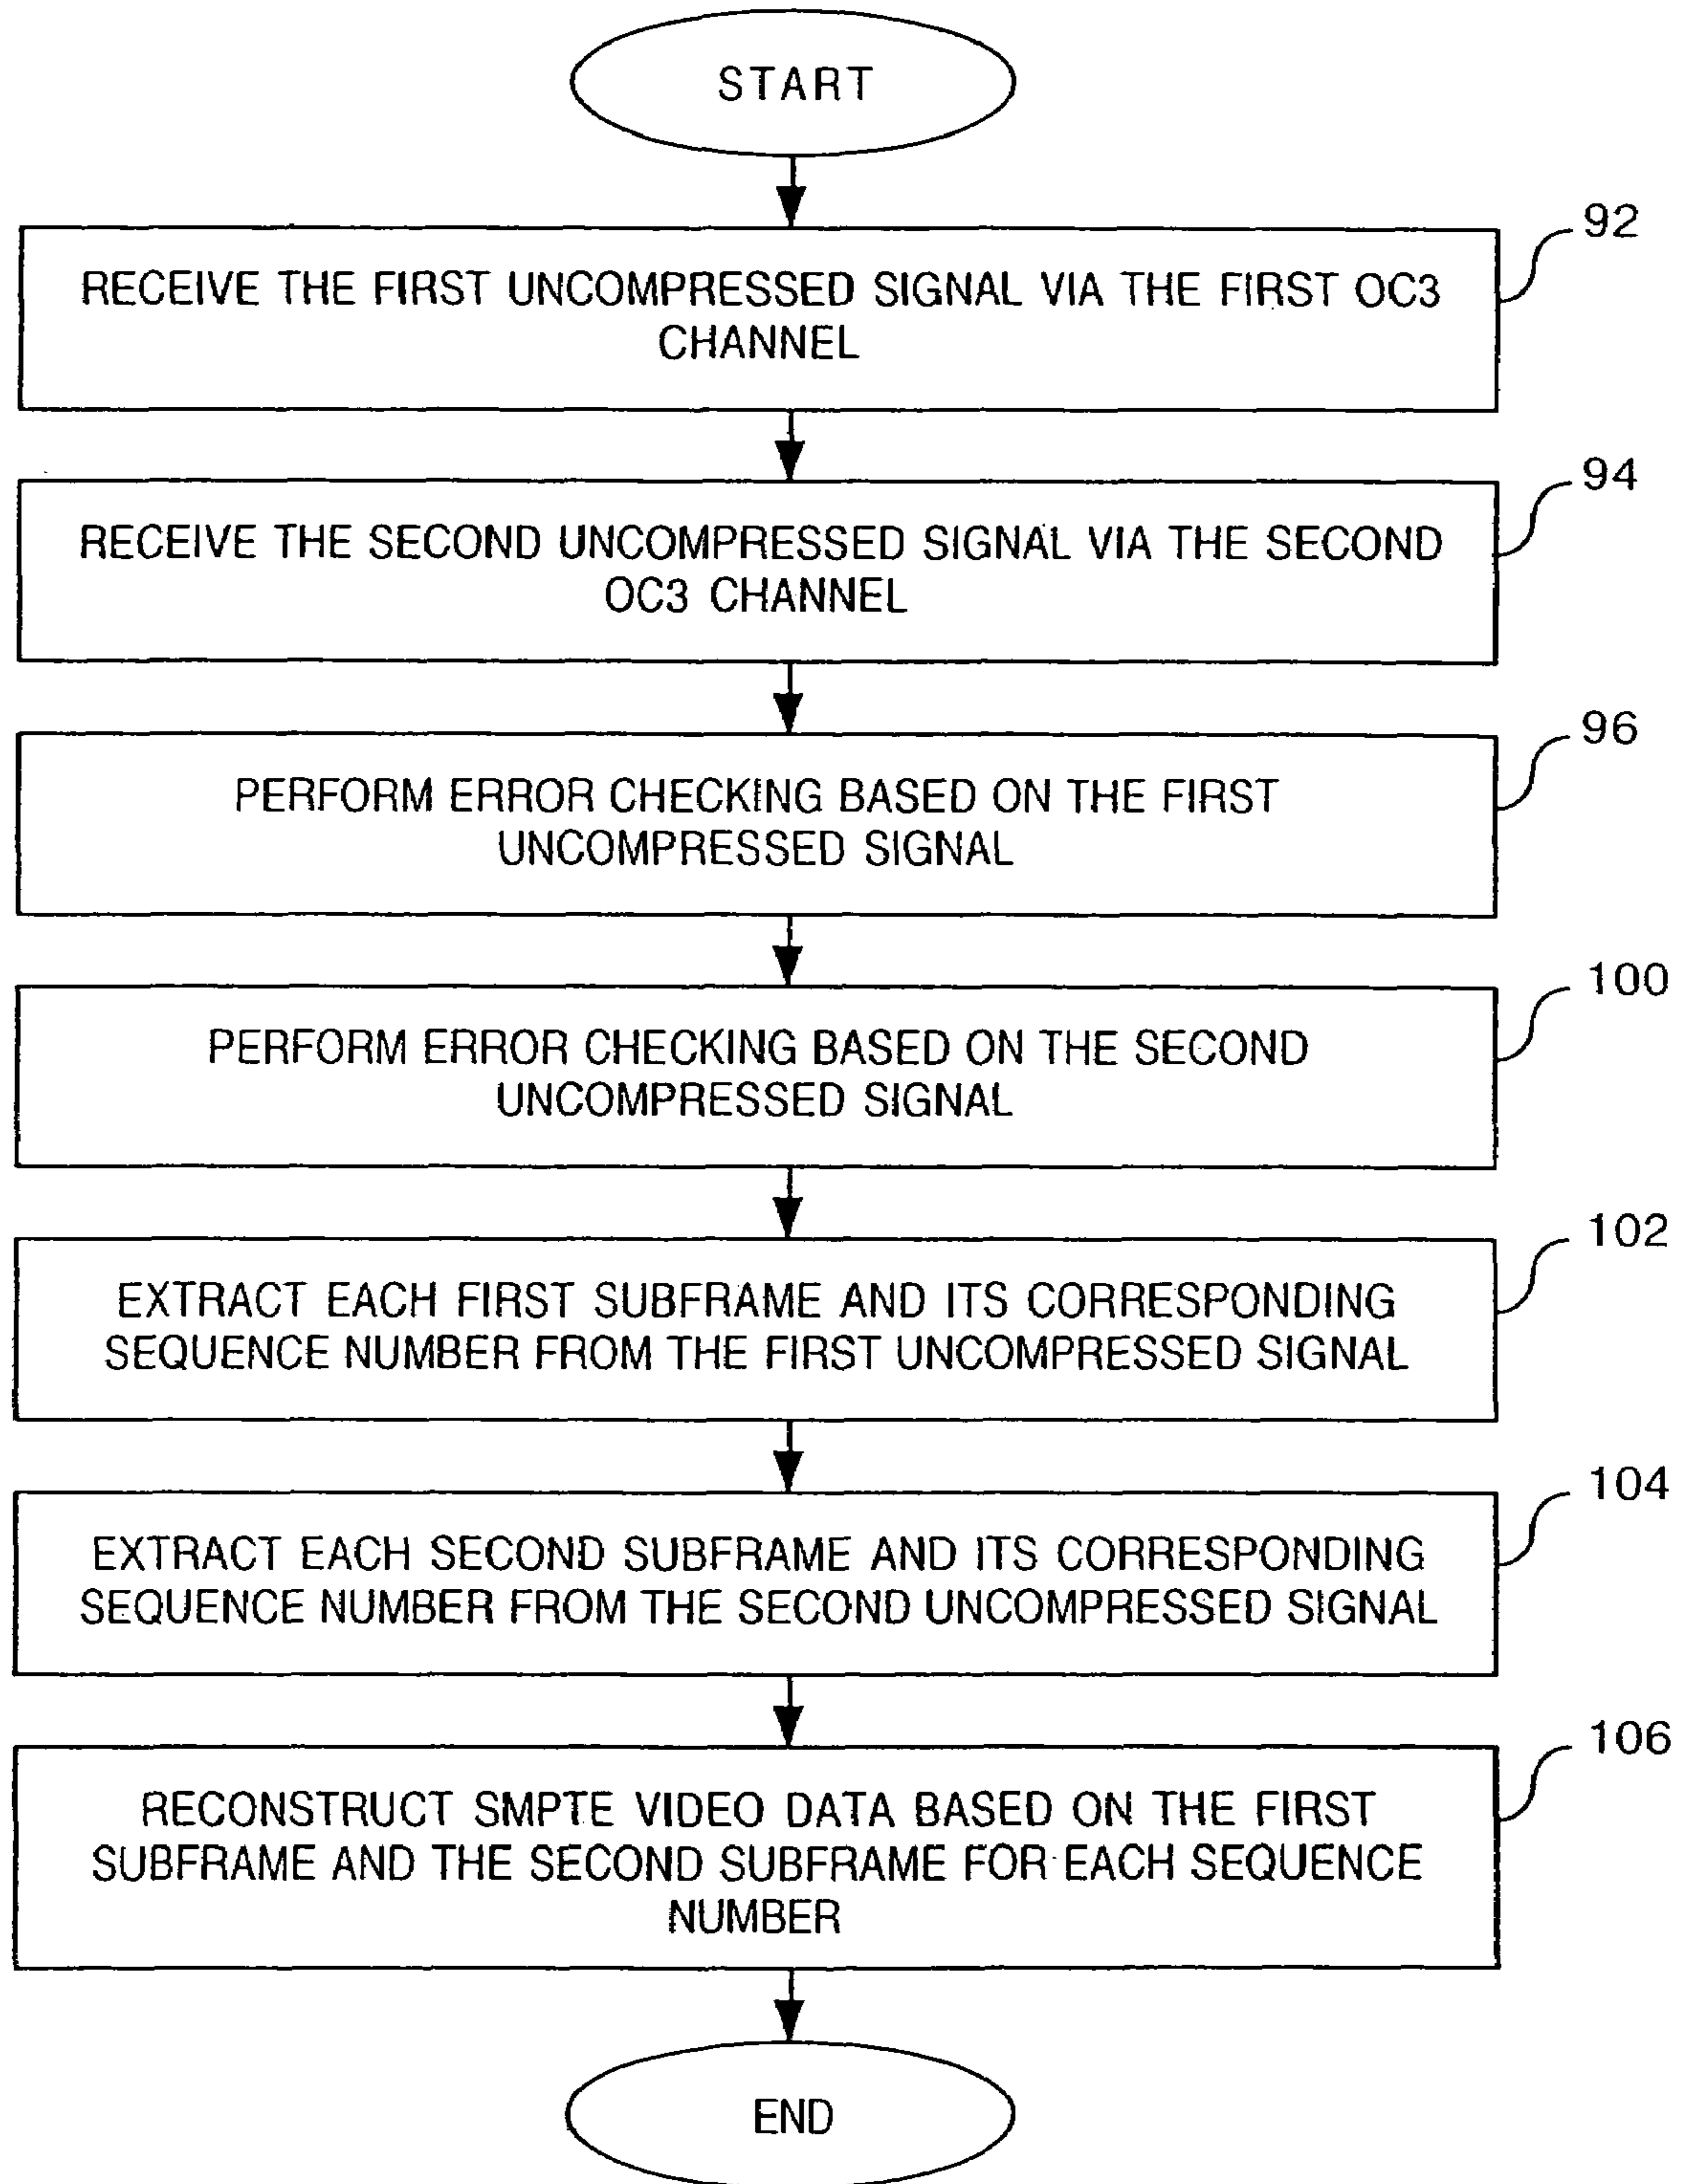 START
92
RECEIVE THE FIRST UNCOMPRESSED SIGNAL VIA THE FIRST OC3
CHANNEL
94
RECEIVE THE SECOND UNCOMPRESSED SIGNAL VIA THE SECOND
OC3 CHANNEL
96
PERFORM ERROR CHECKING BASED ON THE FIRST
UNCOMPRESSED SIGNAL
100
PERFORM ERROR CHECKING BASED ON THE SECOND
UNCOMPRESSED SIGNAL
102
EXTRACT EACH FIRST SUBFRAME AND ITS CORRESPONDING
SEQUENCE NUMBER FROM THE FIRST UNCOMPRESSED SIGNAL
104
EXTRACT EACH SECOND SUBFRAME AND ITS CORRESPONDING
SEQUENCE NUMBER FROM THE SECOND UNCOMPRESSED SIGNAL
106
RECONSTRUCT SMPTE VIDEO DATA BASED ON THE FIRST
SUBFRAME AND THE SECOND SUBFRAME FOR EACH SEQUENCE
NUMBER
END